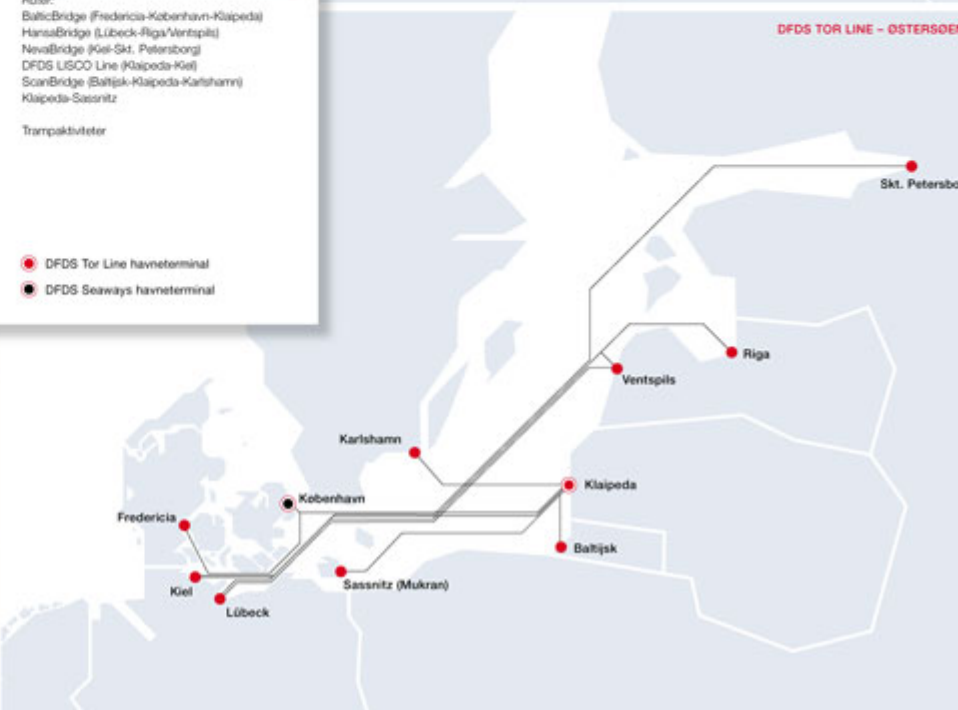 Ruter:
BalticBridge (Fredericia-København-Klaipeda)
HansaBridge (Lübeck-Riga/Ventspils)
NevaBridge (Kiel-Skt. Petersborg)
DFDS LISCO Line (Klaipeda-Kiel)
ScanBridge (Baltijsk-Klaipeda-Karlshamn)
Klaipeda-Sassnitz
Trampaktiviteter
DFDS Tor Line havneterminal
DFDS Seaways havneterminal
DFDS TOR LINE – ØSTERSØEN
Skt. Petersbo
Riga
Ventspils
Karlshamn
Klaipeda
København
Fredericia
Baltijsk
Sassnitz (Mukran)
Kiel
Lübeck